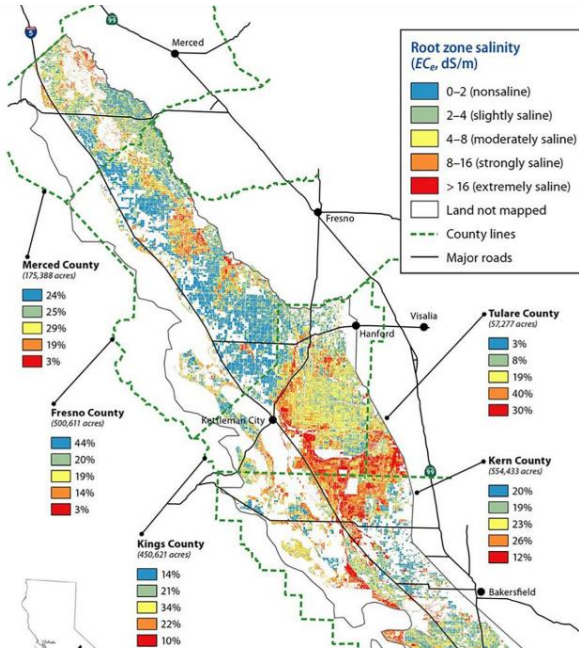 5
99
Merced
Root zone salinity
(ECe, dS/m)
0–2 (nonsaline)
2–4 (slightly saline)
4–8 (moderately saline)
8–16 (strongly saline)
> 16 (extremely saline)
Land not mapped
County lines
Major roads
Fresno
Merced County
(175,388 acres)
24%
25%
29%
19%
3%
Visalia
Hanford
Tulare County
(57,277 acres)
3%
8%
19%
40%
30%
Fresno County
(500,611 acres)
44%
20%
19%
14%
3%
Kettleman City
99
Kern County
(554,433 acres)
20%
19%
23%
26%
12%
Kings County
(450,621 acres)
14%
21%
34%
22%
10%
Bakersfield